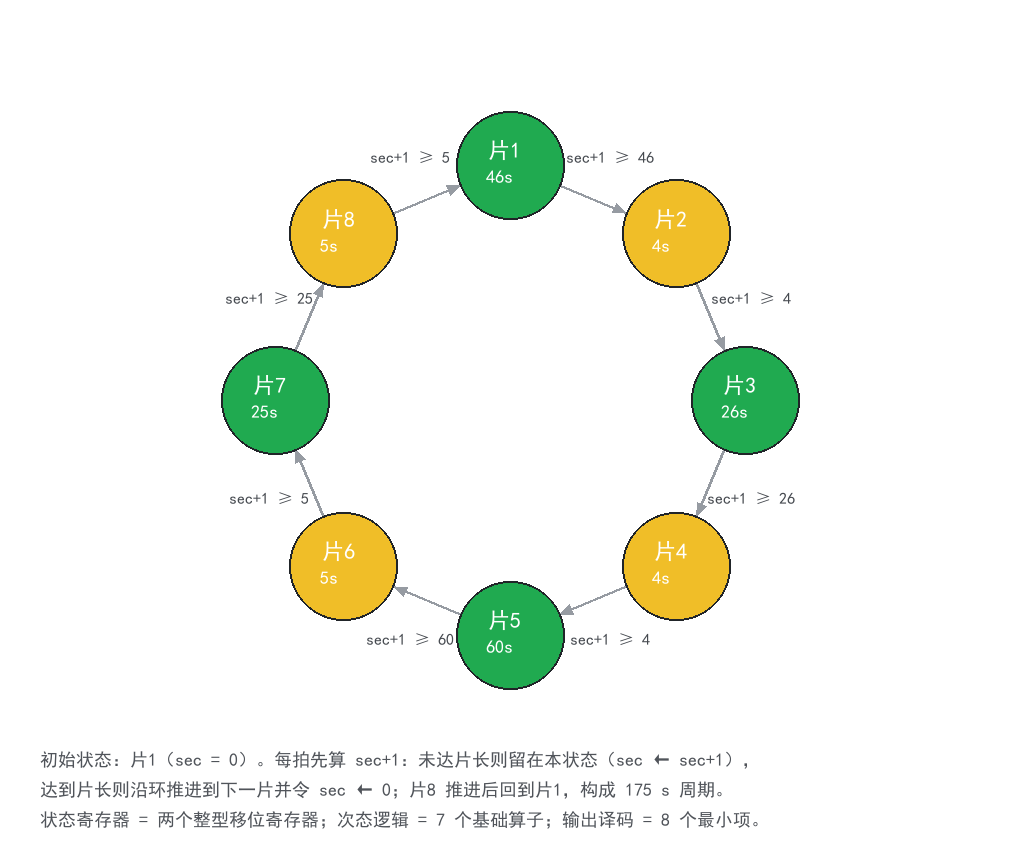 片1
46s
sec+1 ≥ 46
片2
4s
sec+1 ≥ 4
片3
26s
sec+1 ≥ 26
片4
4s
sec+1 ≥ 4
片5
60s
sec+1 ≥ 60
片6
5s
sec+1 ≥ 5
片7
25s
sec+1 ≥ 25
片8
5s
sec+1 ≥ 5
初始状态：片1（sec = 0）。每拍先算 sec+1：未达片长则留在本状态（sec ← sec+1），
达到片长则沿环推进到下一片并令 sec ← 0；片8 推进后回到片1，构成 175 s 周期。
状态寄存器 = 两个整型移位寄存器；次态逻辑 = 7 个基础算子；输出译码 = 8 个最小项。